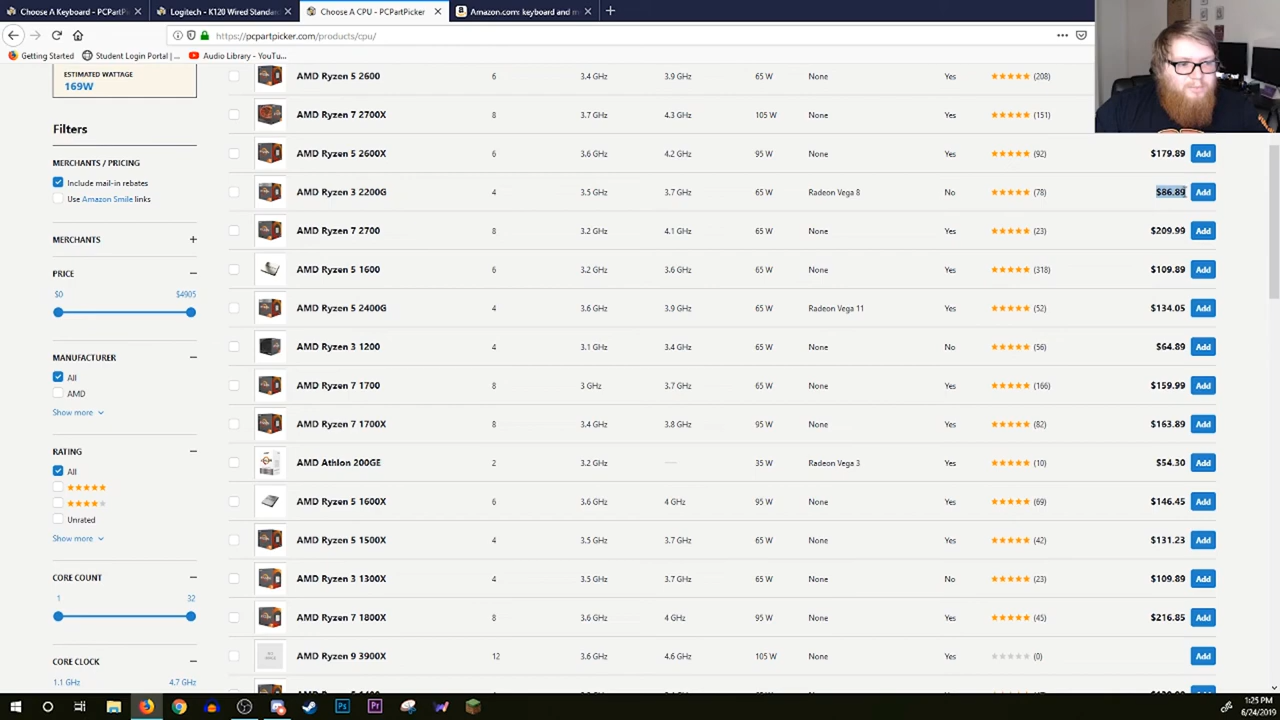 Choose A Keyboard - PCPartPi
Logitech - K120 Wired Standar
Choose A CPU - PCPartPicker
Amazon.com: keyboard and m
https://pcpartpicker.com/products/cpu/
Getting Started
Student Login Portal | ...
Audio Library - YouTu...
ESTIMATED WATTAGE
169W
Filters
MERCHANTS / PRICING
Include mail-in rebates
Use Amazon Smile links
MERCHANTS
PRICE
$0 $4905
MANUFACTURER
All
AMD
Show more
RATING
All
Unrated
Show more
CORE COUNT
1 32
CORE CLOCK
1.1 GHz 4.7 GHz
AMD Ryzen 5 2600 6 3.4 GHz 3.9 GHz 65 W None Yes (208)
AMD Ryzen 7 2700X 8 3.7 GHz 4.3 GHz 105 W None Yes (151)
AMD Ryzen 5 2600X 3.6 GHz 4.2 GHz 95 W None Yes (92) $179.89 Add
AMD Ryzen 3 2200G 4 3.5 GHz 3.7 GHz 65 W Radeon Vega 8 No (78) $86.89 Add
AMD Ryzen 7 2700 8 3.2 GHz 4.1 GHz 65 W None Yes (23) $209.99 Add
AMD Ryzen 5 1600 6 3.2 GHz 3.6 GHz 65 W None Yes (318) $109.89 Add
AMD Ryzen 5 2400G 4 3.6 GHz 3.9 GHz 65 W Radeon Vega 11 Yes (52) $134.05 Add
AMD Ryzen 3 1200 4 3.1 GHz 3.4 GHz 65 W None No (56) $64.89 Add
AMD Ryzen 7 1700 8 3 GHz 3.7 GHz 65 W None Yes (166) $159.99 Add
AMD Ryzen 7 1700X 8 3.4 GHz 3.8 GHz 95 W None Yes (82) $163.89 Add
AMD Athlon 200GE 3.2 GHz 35 W Radeon Vega 3 Yes (10) $54.30 Add
AMD Ryzen 5 1600X 6 3.6 GHz 4 GHz 95 W None Yes (69) $146.45 Add
AMD Ryzen 5 1500X 4 3.5 GHz 3.7 GHz 65 W None Yes (42) $131.23 Add
AMD Ryzen 3 1300X 4 3.5 GHz 3.7 GHz 65 W None No (23) $109.89 Add
AMD Ryzen 7 1800X 8 3.6 GHz 4 GHz 95 W None Yes (45) $216.85 Add
AMD Ryzen 9 3900X 12 3.8 GHz 4.6 GHz 105 W None Yes (0) Add
1:25 PM
6/24/2019